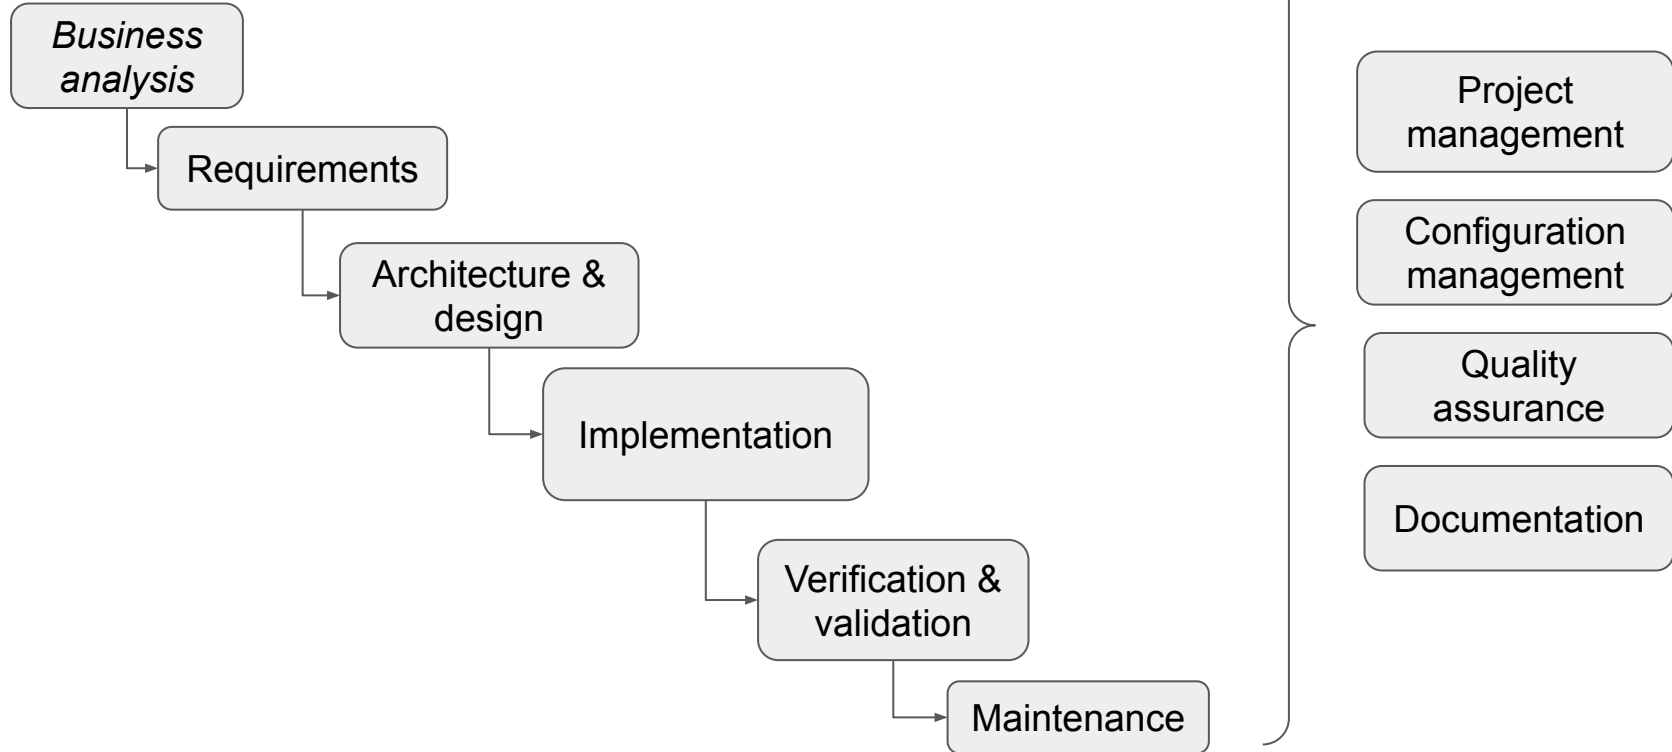 Business
analysis
Requirements
Architecture &
design
Implementation
Verification &
validation
Maintenance
Project
management
Configuration
management
Quality
assurance
Documentation